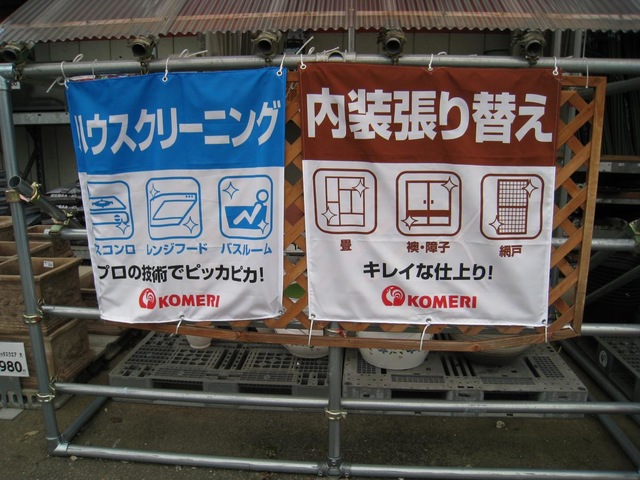 ハウスクリーニング
スコンロ レンジフード バスルーム
プロの技術でピッカピカ!
KOMERI
内装張り替え
畳 襖・障子 網戸
キレイな仕上り!
KOMERI
980